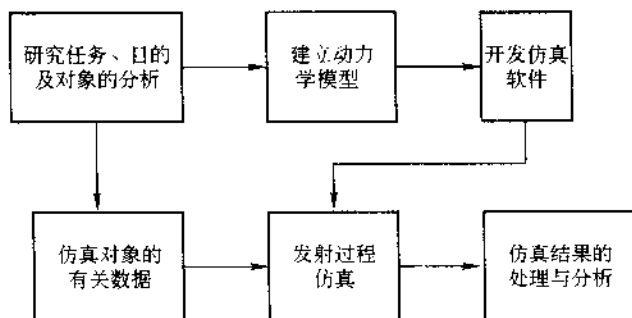 研究任务、目的
及对象的分析
建立动力
学模型
开发仿真
软件
仿真对象的
有关数据
发射过程
仿真
仿真结果的
处理与分析